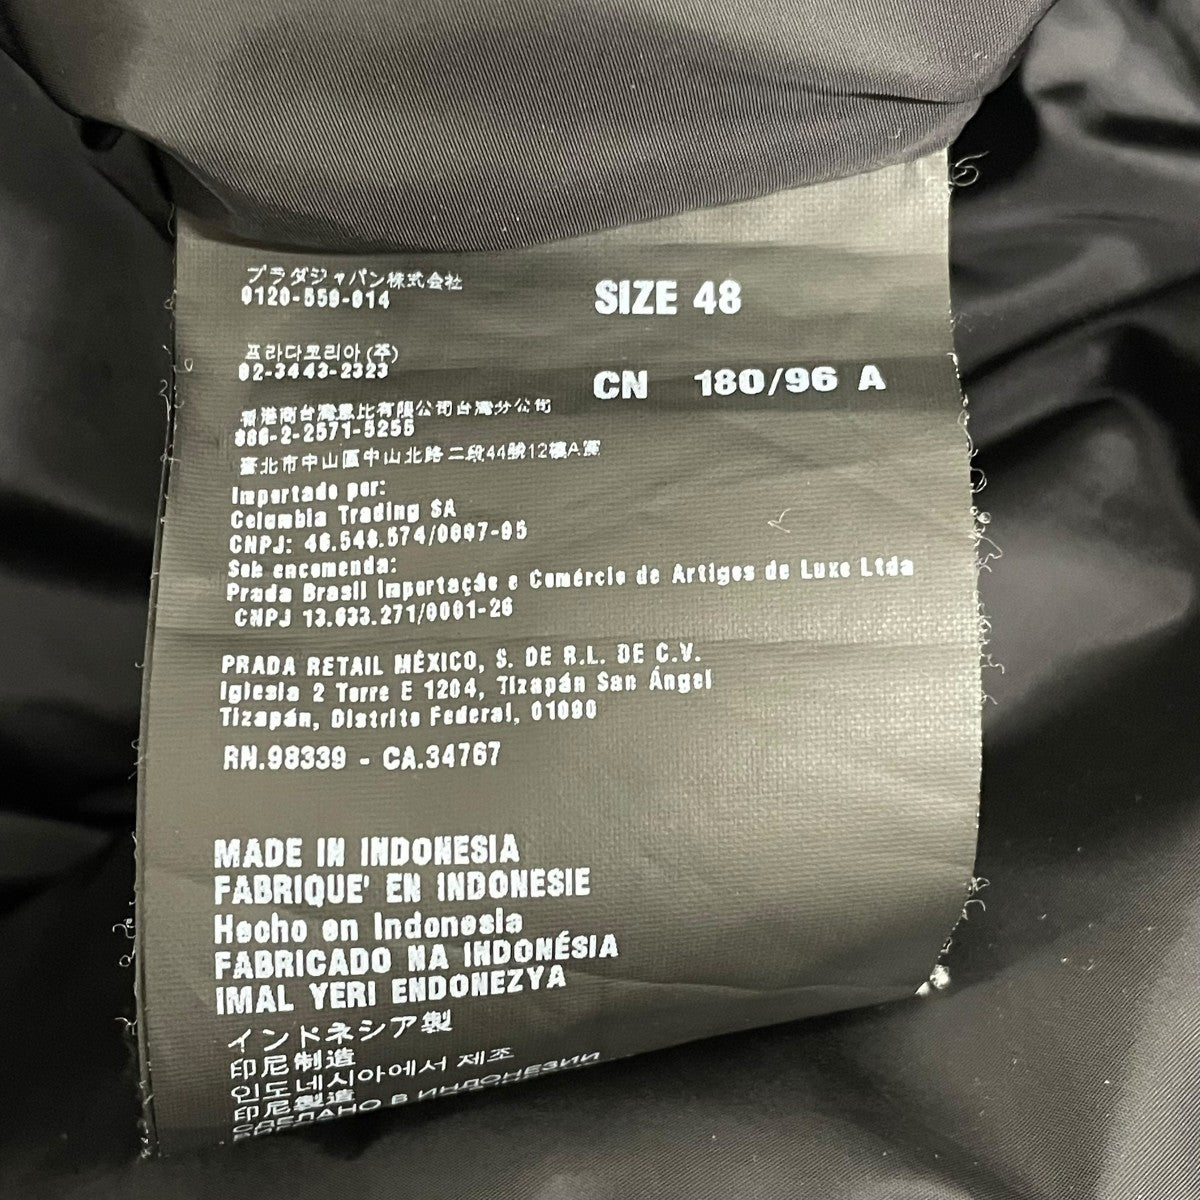 プラダジャパン株式会社
0120-559-914
프라다코리아(주)
02-3443-2323
香港商台灣普比有限公司台灣分公司
886-2-2571-5256
臺北市中山區中山北路二段44號12樓A室
Importado por:
Columbia Trading SA
CNPJ: 46.548.574/0007-05
Sob encomenda:
Prada Brasil Importação e Comércio de Artigos de Luxo Ltda
CNPJ 13.633.271/0001-26
PRADA RETAIL MÉXICO, S. DE R.L. DE C.V.
Iglesia 2 Torre E 1204, Tizapán San Ángel
Tizapán, Distrito Federal, 01090
RN.98339 - CA.34767
SIZE 48
CN 180/96 A
MADE IN INDONESIA
FABRIQUE' EN INDONESIE
Hecho en Indonesia
FABRICADO NA INDONÉSIA
IMAL YERI ENDONEZYA
インドネシア製
印尼制造
인도네시아에서 제조
印尼製造
СДЕЛАНО В ИНДОНЕЗИИ